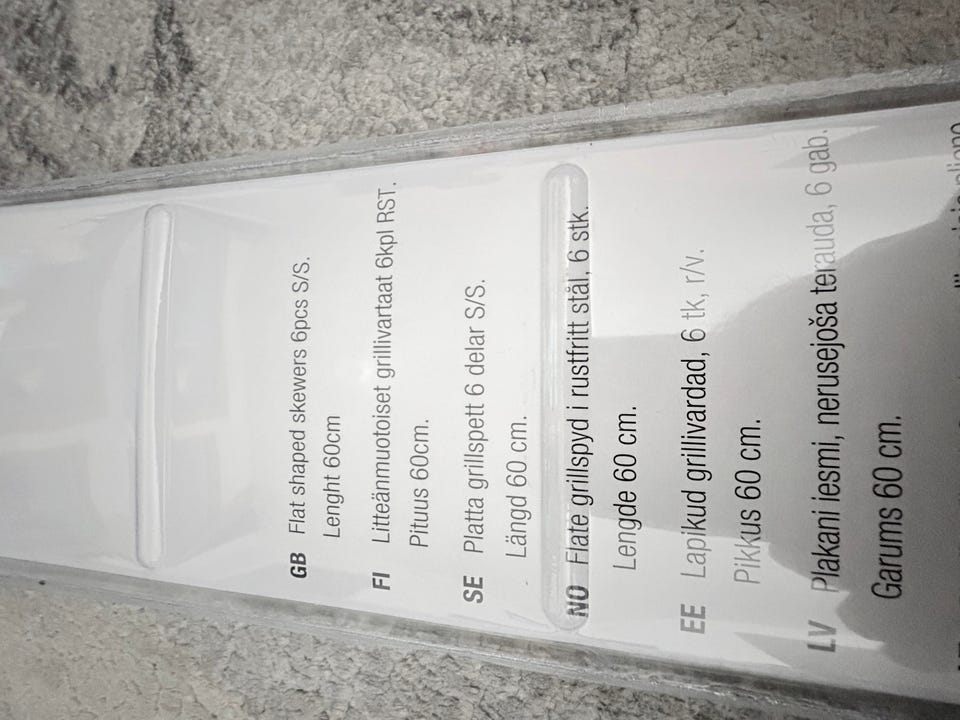 GB Flat shaped skewers 6pcs S/S.
Lenght 60cm
FI Litteänmuotoiset grillivartaat 6kpl RST.
Pituus 60cm.
SE Platta grillspett 6 delar S/S.
Längd 60 cm.
NO Flate grillspyd i rustfritt stål, 6 stk.
Lengde 60 cm.
EE Lapikud grillivardad, 6 tk, r/v.
Pikkus 60 cm.
LV Plakani iesmi, nerusejoša terauda, 6 gab.
Garums 60 cm.